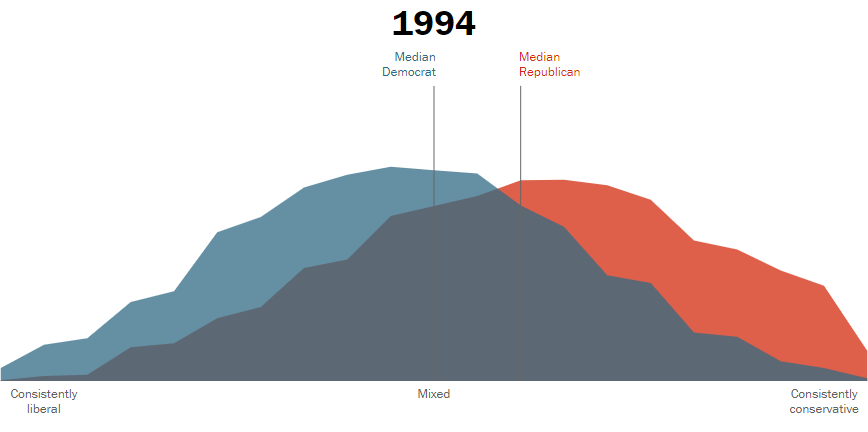 1994
Median
Democrat
Median
Republican
Consistently
liberal
Mixed
Consistently
conservative